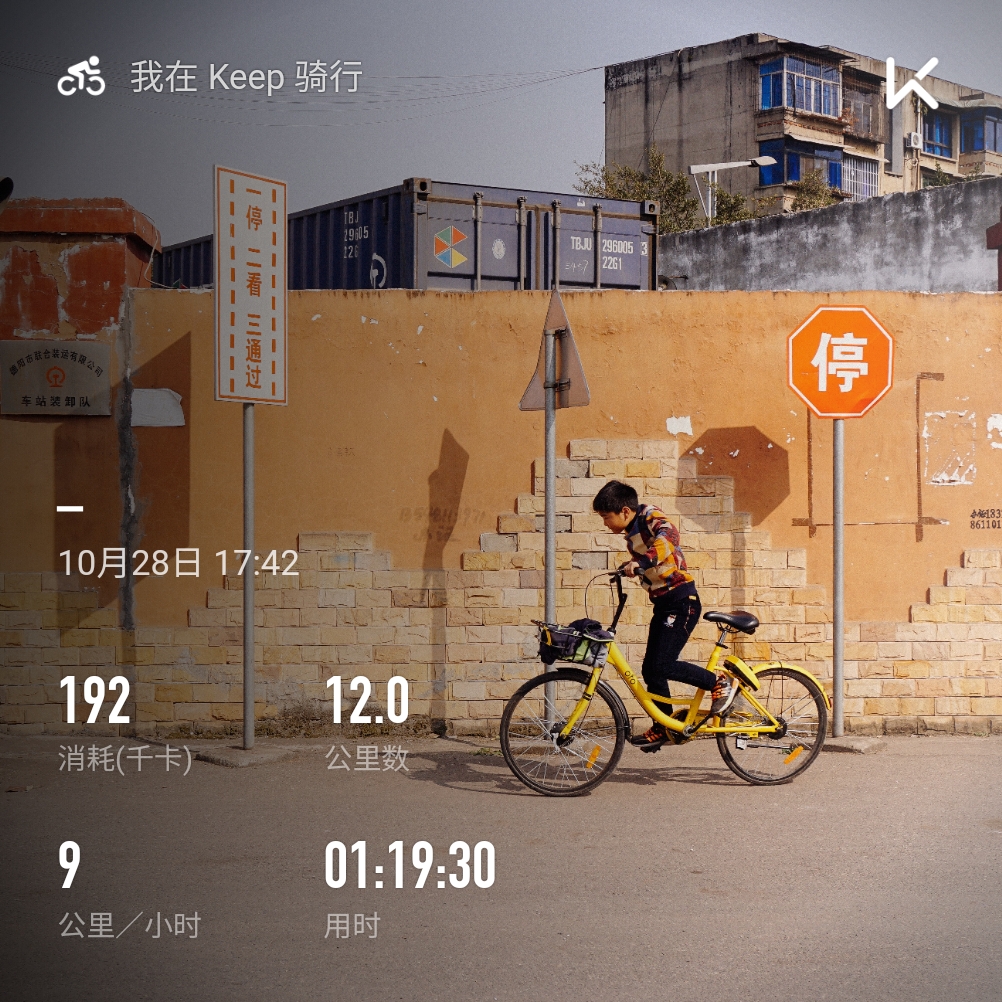 我在 Keep 骑行
一停 二看 三通过
TBJU 296005 3
2261
停
车站装卸队
10月28日 17:42
192
12.0
消耗(千卡)
公里数
ofo
9
01:19:30
公里／小时
用时